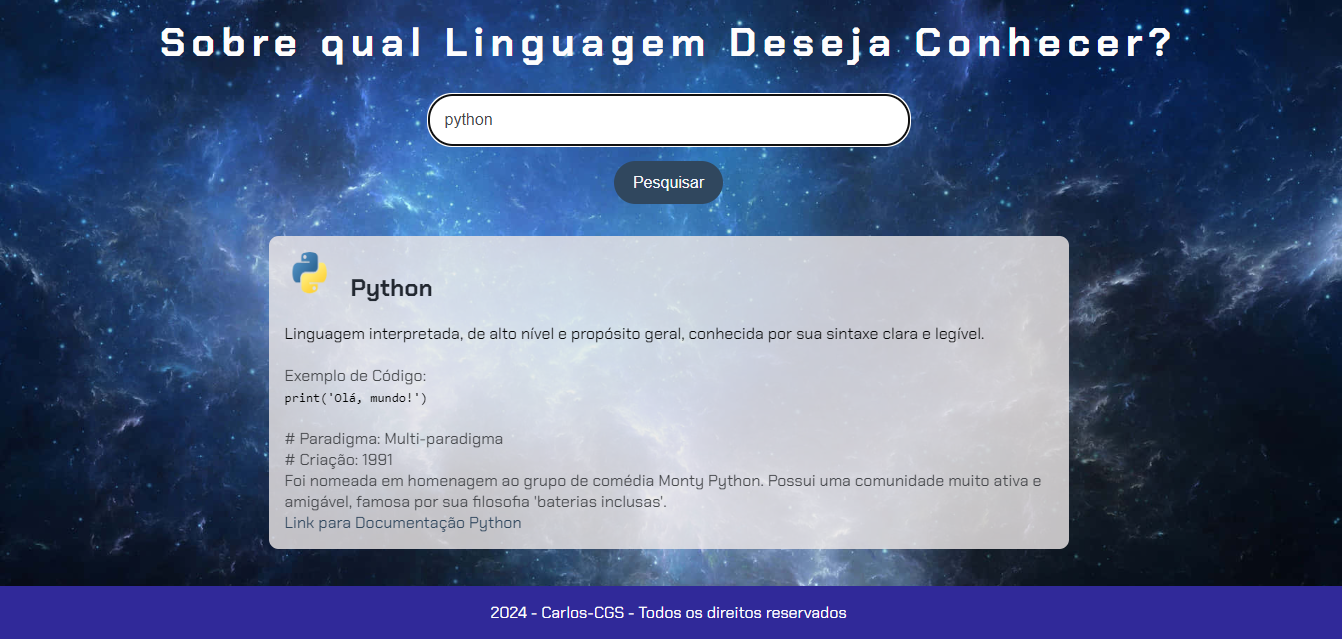 Sobre qual Linguagem Deseja Conhecer?
python
Pesquisar
Python
Linguagem interpretada, de alto nível e propósito geral, conhecida por sua sintaxe clara e legível.
Exemplo de Código:
print('Olá, mundo!')
# Paradigma: Multi-paradigma
# Criação: 1991
Foi nomeada em homenagem ao grupo de comédia Monty Python. Possui uma comunidade muito ativa e
amigável, famosa por sua filosofia 'baterias inclusas'.
Link para Documentação Python
2024 - Carlos-CGS - Todos os direitos reservados